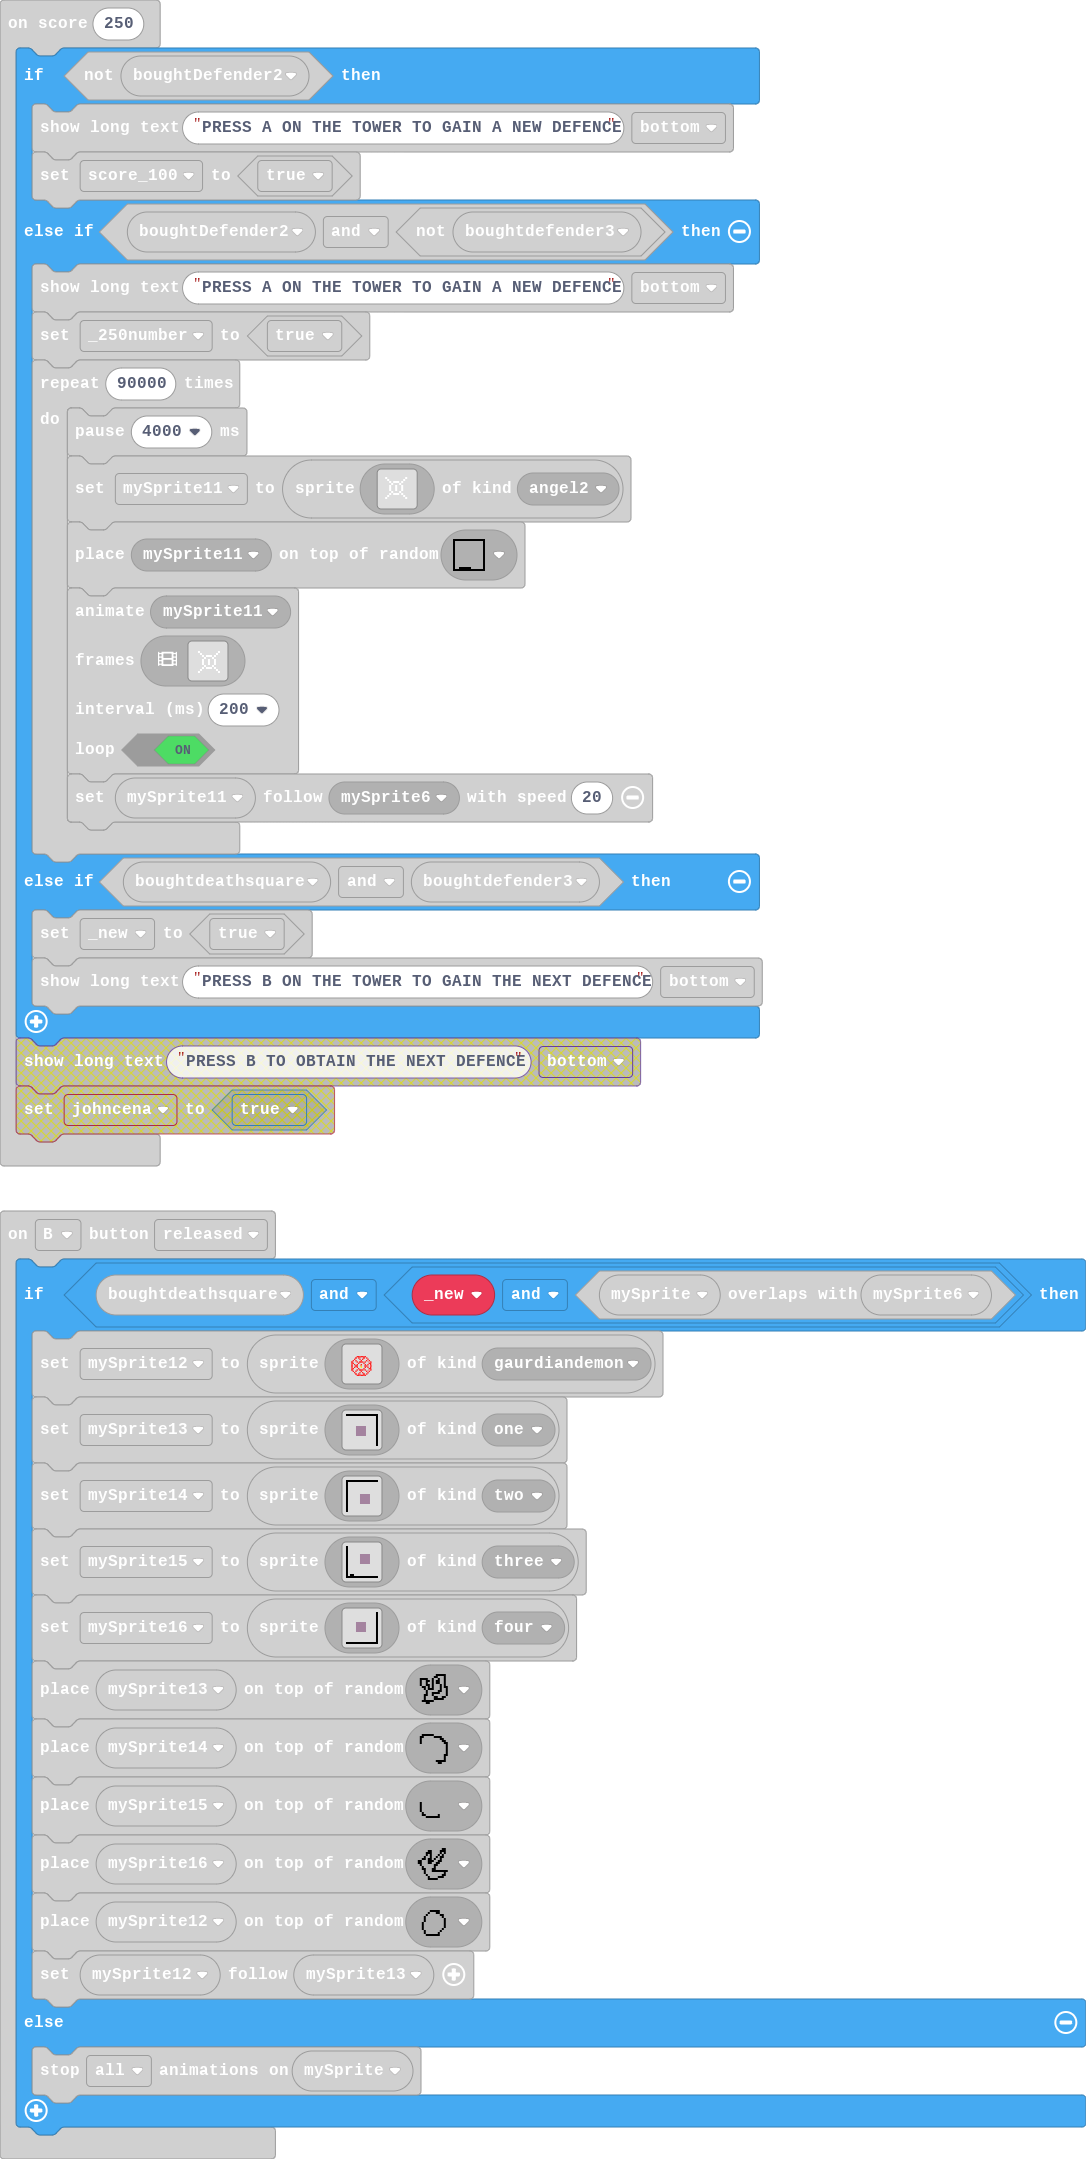 on score 250
if not boughtDefender2 then
show long text "PRESS A ON THE TOWER TO GAIN A NEW DEFENCE" bottom
set score_100 to true
else if boughtDefender2 and not boughtdefender3 then
show long text "PRESS A ON THE TOWER TO GAIN A NEW DEFENCE" bottom
set _250number to true
repeat 90000 times
do
pause 4000 ms
set mySprite11 to sprite of kind angel2
place mySprite11 on top of random
animate mySprite11
frames
interval (ms) 200
loop ON
set mySprite11 follow mySprite6 with speed 20
else if boughtdeathsquare and boughtdefender3 then
set _new to true
show long text "PRESS B ON THE TOWER TO GAIN THE NEXT DEFENCE" bottom
show long text "PRESS B TO OBTAIN THE NEXT DEFENCE" bottom
set johncena to true
on B button released
if boughtdeathsquare and _new and mySprite overlaps with mySprite6 then
set mySprite12 to sprite of kind gaurdiandemon
set mySprite13 to sprite of kind one
set mySprite14 to sprite of kind two
set mySprite15 to sprite of kind three
set mySprite16 to sprite of kind four
place mySprite13 on top of random
place mySprite14 on top of random
place mySprite15 on top of random
place mySprite16 on top of random
place mySprite12 on top of random
set mySprite12 follow mySprite13
else
stop all animations on mySprite